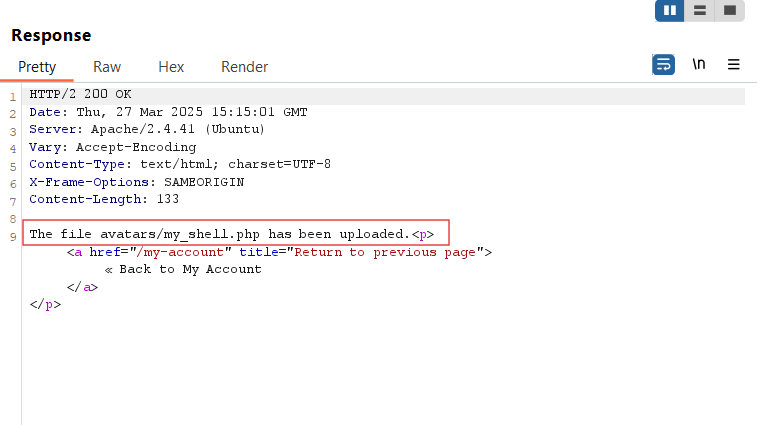 Response
Pretty Raw Hex Render \n
1 HTTP/2 200 OK
2 Date: Thu, 27 Mar 2025 15:15:01 GMT
3 Server: Apache/2.4.41 (Ubuntu)
4 Vary: Accept-Encoding
5 Content-Type: text/html; charset=UTF-8
6 X-Frame-Options: SAMEORIGIN
7 Content-Length: 133
8
9 The file avatars/my_shell.php has been uploaded.<p>
<a href="/my-account" title="Return to previous page">
« Back to My Account
</a>
</p>